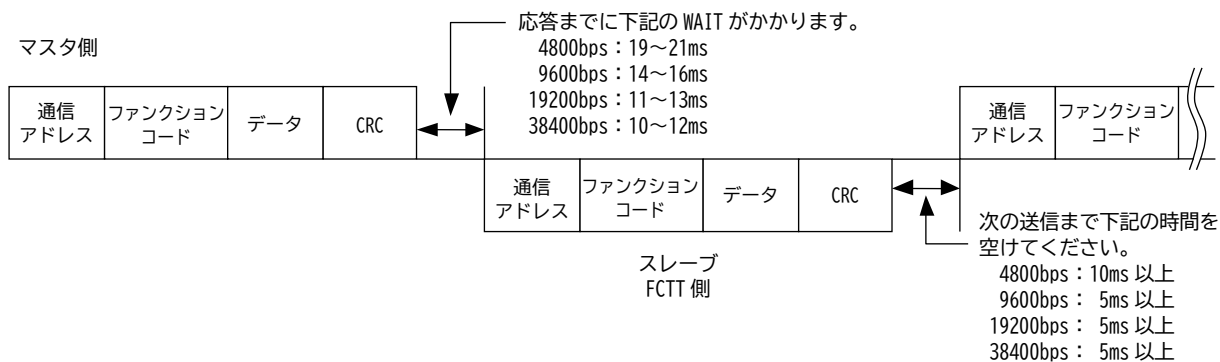 マスタ側
応答までに下記の WAIT がかかります。
4800bps：19～21ms
9600bps：14～16ms
19200bps：11～13ms
38400bps：10～12ms
通信
アドレス
ファンクション
コード
データ
CRC
通信
アドレス
ファンクション
コード
通信
アドレス
ファンクション
コード
データ
CRC
スレーブ
FCTT 側
次の送信まで下記の時間を
空けてください。
4800bps：10ms 以上
9600bps： 5ms 以上
19200bps： 5ms 以上
38400bps： 5ms 以上